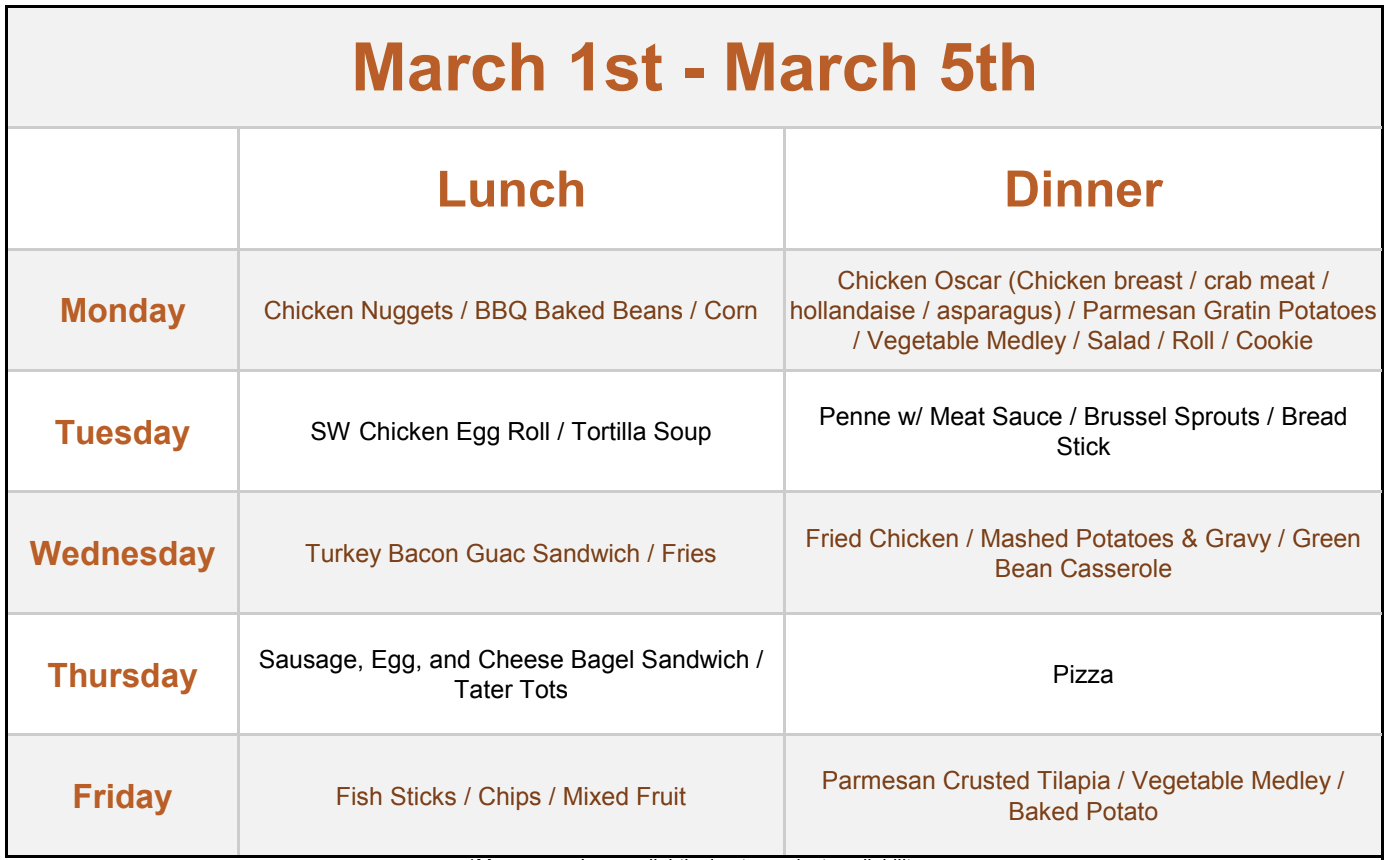 March 1st - March 5th
Lunch
Dinner
Monday
Chicken Nuggets / BBQ Baked Beans / Corn
Chicken Oscar (Chicken breast / crab meat /
hollandaise / asparagus) / Parmesan Gratin Potatoes
/ Vegetable Medley / Salad / Roll / Cookie
Tuesday
SW Chicken Egg Roll / Tortilla Soup
Penne w/ Meat Sauce / Brussel Sprouts / Bread
Stick
Wednesday
Turkey Bacon Guac Sandwich / Fries
Fried Chicken / Mashed Potatoes & Gravy / Green
Bean Casserole
Thursday
Sausage, Egg, and Cheese Bagel Sandwich /
Tater Tots
Pizza
Friday
Fish Sticks / Chips / Mixed Fruit
Parmesan Crusted Tilapia / Vegetable Medley /
Baked Potato